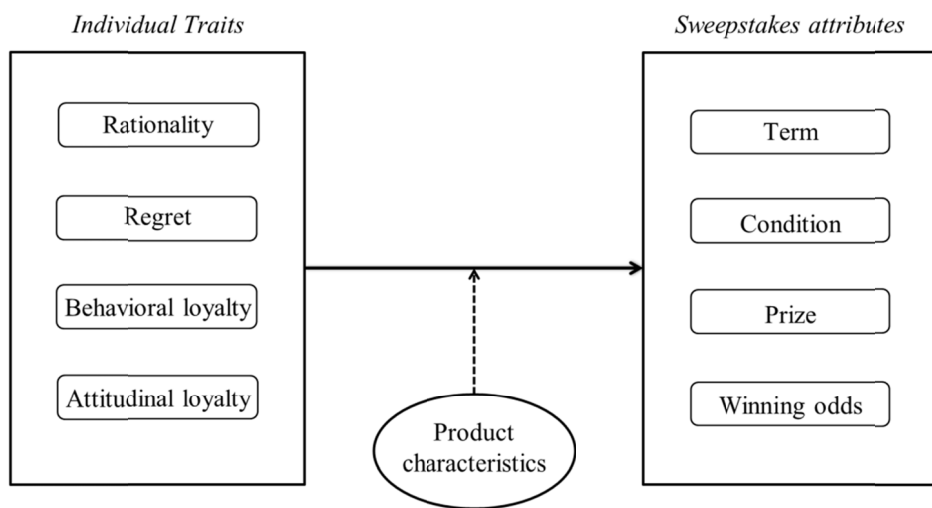 Individual Traits
Rationality
Regret
Behavioral loyalty
Attitudinal loyalty
Product
characteristics
Sweepstakes attributes
Term
Condition
Prize
Winning odds